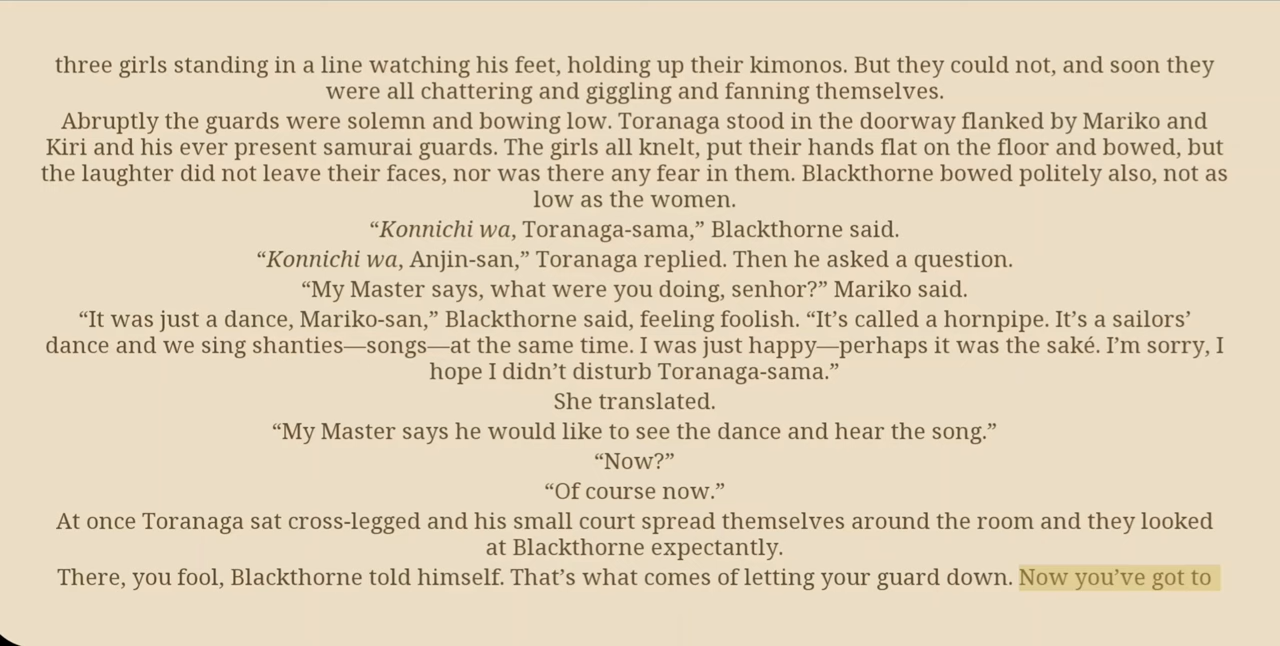 three girls standing in a line watching his feet, holding up their kimonos. But they could not, and soon they
were all chattering and giggling and fanning themselves.
Abruptly the guards were solemn and bowing low. Toranaga stood in the doorway flanked by Mariko and
Kiri and his ever present samurai guards. The girls all knelt, put their hands flat on the floor and bowed, but
the laughter did not leave their faces, nor was there any fear in them. Blackthorne bowed politely also, not as
low as the women.
“Konnichi wa, Toranaga-sama,” Blackthorne said.
“Konnichi wa, Anjin-san,” Toranaga replied. Then he asked a question.
“My Master says, what were you doing, senhor?” Mariko said.
“It was just a dance, Mariko-san,” Blackthorne said, feeling foolish. “It’s called a hornpipe. It’s a sailors’
dance and we sing shanties—songs—at the same time. I was just happy—perhaps it was the saké. I’m sorry, I
hope I didn’t disturb Toranaga-sama.”
She translated.
“My Master says he would like to see the dance and hear the song.”
“Now?”
“Of course now.”
At once Toranaga sat cross-legged and his small court spread themselves around the room and they looked
at Blackthorne expectantly.
There, you fool, Blackthorne told himself. That’s what comes of letting your guard down. Now you’ve got to